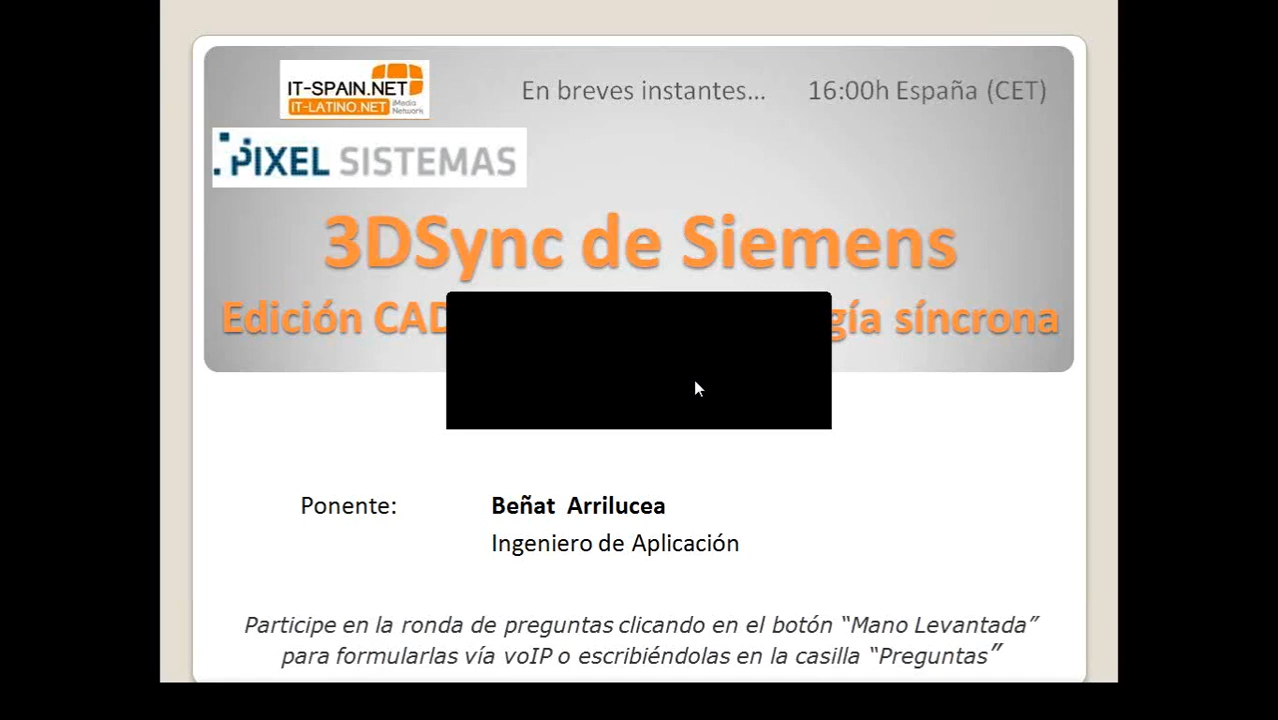 IT-SPAIN.NET
IT-LATINO.NET iMedia Network
En breves instantes... 16:00h España (CET)
PIXEL SISTEMAS
3DSync de Siemens
Edición CAD gía síncrona
Ponente: Beñat Arrilucea
Ingeniero de Aplicación
Participe en la ronda de preguntas clicando en el botón “Mano Levantada”
para formularlas vía voIP o escribiéndolas en la casilla “Preguntas”